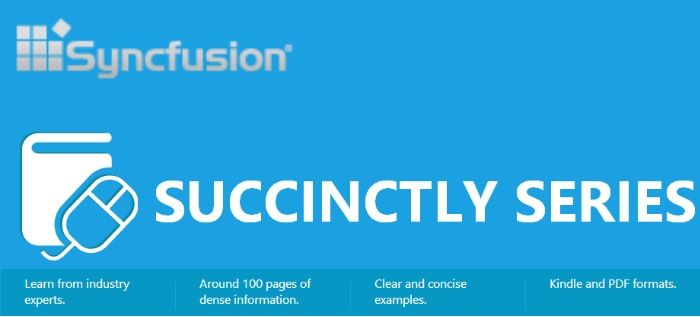 Syncfusion®
SUCCINCTLY SERIES
Learn from industry
experts.
Around 100 pages of
dense information.
Clear and concise
examples.
Kindle and PDF formats.